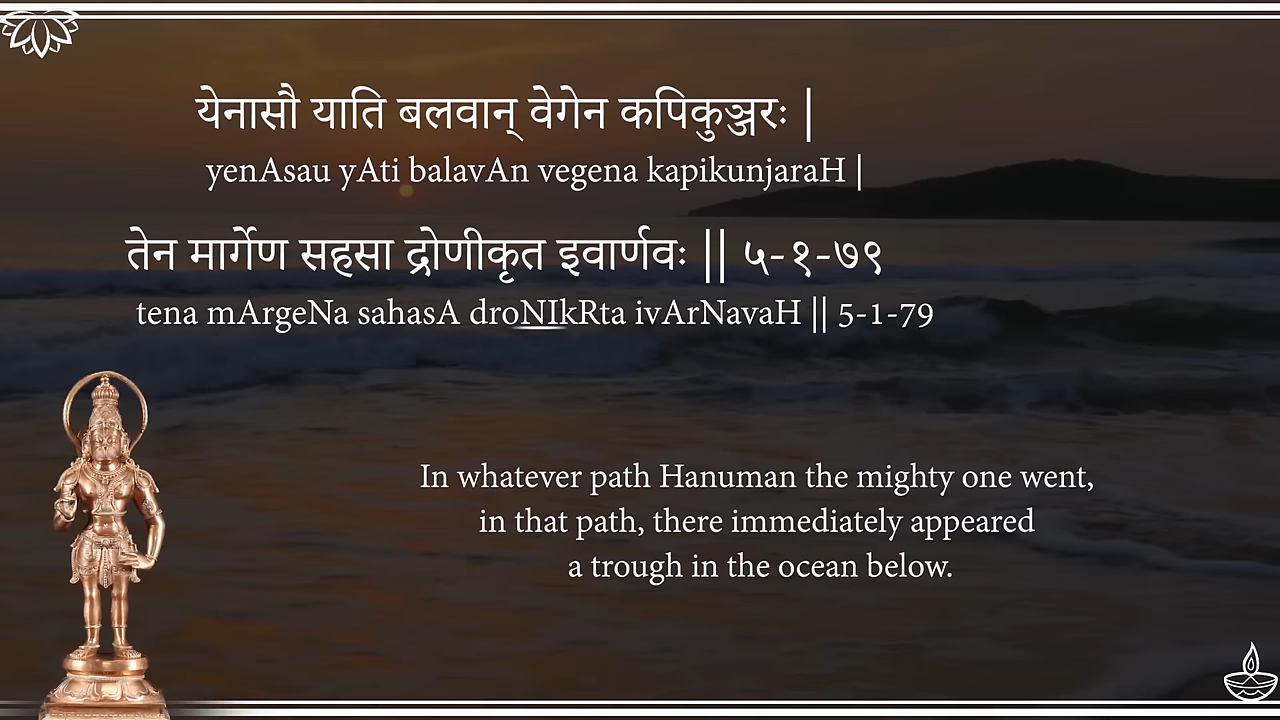 येनासौ याति बलवान् वेगेन कपिकुञ्जरः |
yenAsau yAti balavAn vegena kapikunjaraH |
तेन मार्गेण सहसा द्रोणीकृत इवार्णवः || ५-१-७९
tena mArgeNa sahasA droNIkRta ivArNavaH || 5-1-79
In whatever path Hanuman the mighty one went,
in that path, there immediately appeared
a trough in the ocean below.